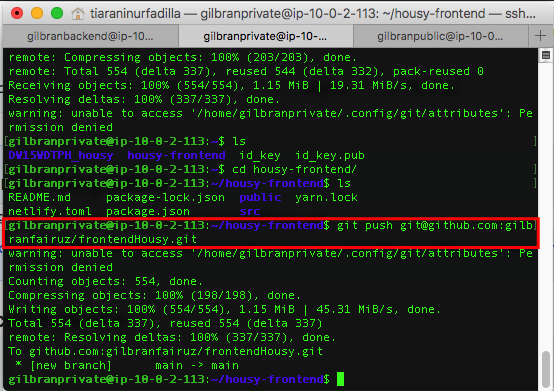 tiaraninurfadilla — gilbranprivate@ip-10-0-2-113: ~/housy-frontend — ssh...
gilbranbackend@ip-10... gilbranprivate@ip-10-... gilbranpublic@ip-10-0...
remote: Compressing objects: 100% (203/203), done.
remote: Total 554 (delta 337), reused 544 (delta 332), pack-reused 0
Receiving objects: 100% (554/554), 1.15 MiB | 19.31 MiB/s, done.
Resolving deltas: 100% (337/337), done.
warning: unable to access '/home/gilbranprivate/.config/git/attributes': Pe
rmission denied
[gilbranprivate@ip-10-0-2-113:~$ ls
DW15WDTPH_housy housy-frontend id_key id_key.pub
[gilbranprivate@ip-10-0-2-113:~$ cd housy-frontend/
[gilbranprivate@ip-10-0-2-113:~/housy-frontend$ ls
README.md package-lock.json public yarn.lock
netlify.toml package.json src
[gilbranprivate@ip-10-0-2-113:~/housy-frontend$ git push git@github.com:gilb]
ranfairuz/frontendHousy.git
warning: unable to access '/home/gilbranprivate/.config/git/attributes': Pe
rmission denied
Counting objects: 554, done.
Compressing objects: 100% (198/198), done.
Writing objects: 100% (554/554), 1.15 MiB | 45.31 MiB/s, done.
Total 554 (delta 337), reused 554 (delta 337)
remote: Resolving deltas: 100% (337/337), done.
To github.com:gilbranfairuz/frontendHousy.git
* [new branch] main -> main
gilbranprivate@ip-10-0-2-113:~/housy-frontend$